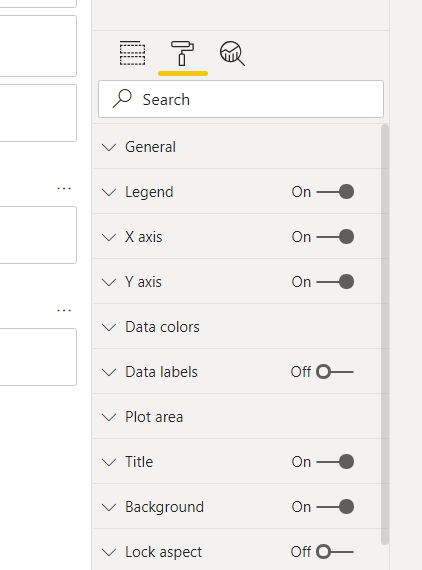 Search
General
Legend On
X axis On
Y axis On
Data colors
Data labels Off
Plot area
Title On
Background On
Lock aspect Off